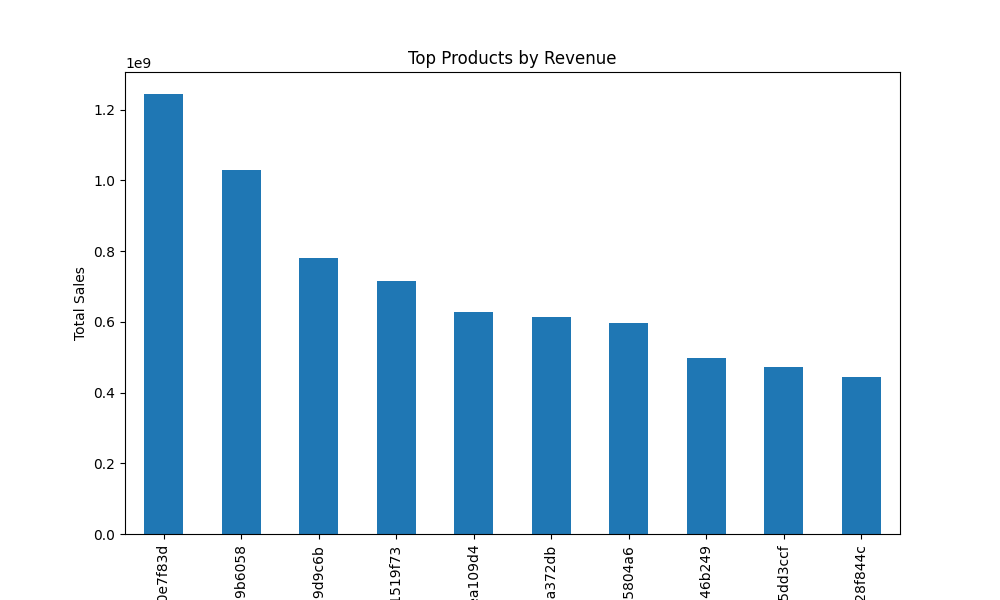 Top Products by Revenue
1e9
1.2
1.0
0.8
0.6
0.4
0.2
0.0
Total Sales
0e7f83d
9b6058
9d9c6b
1519f73
ea109d4
a372db
5804a6
46b249
5dd3ccf
28f844c